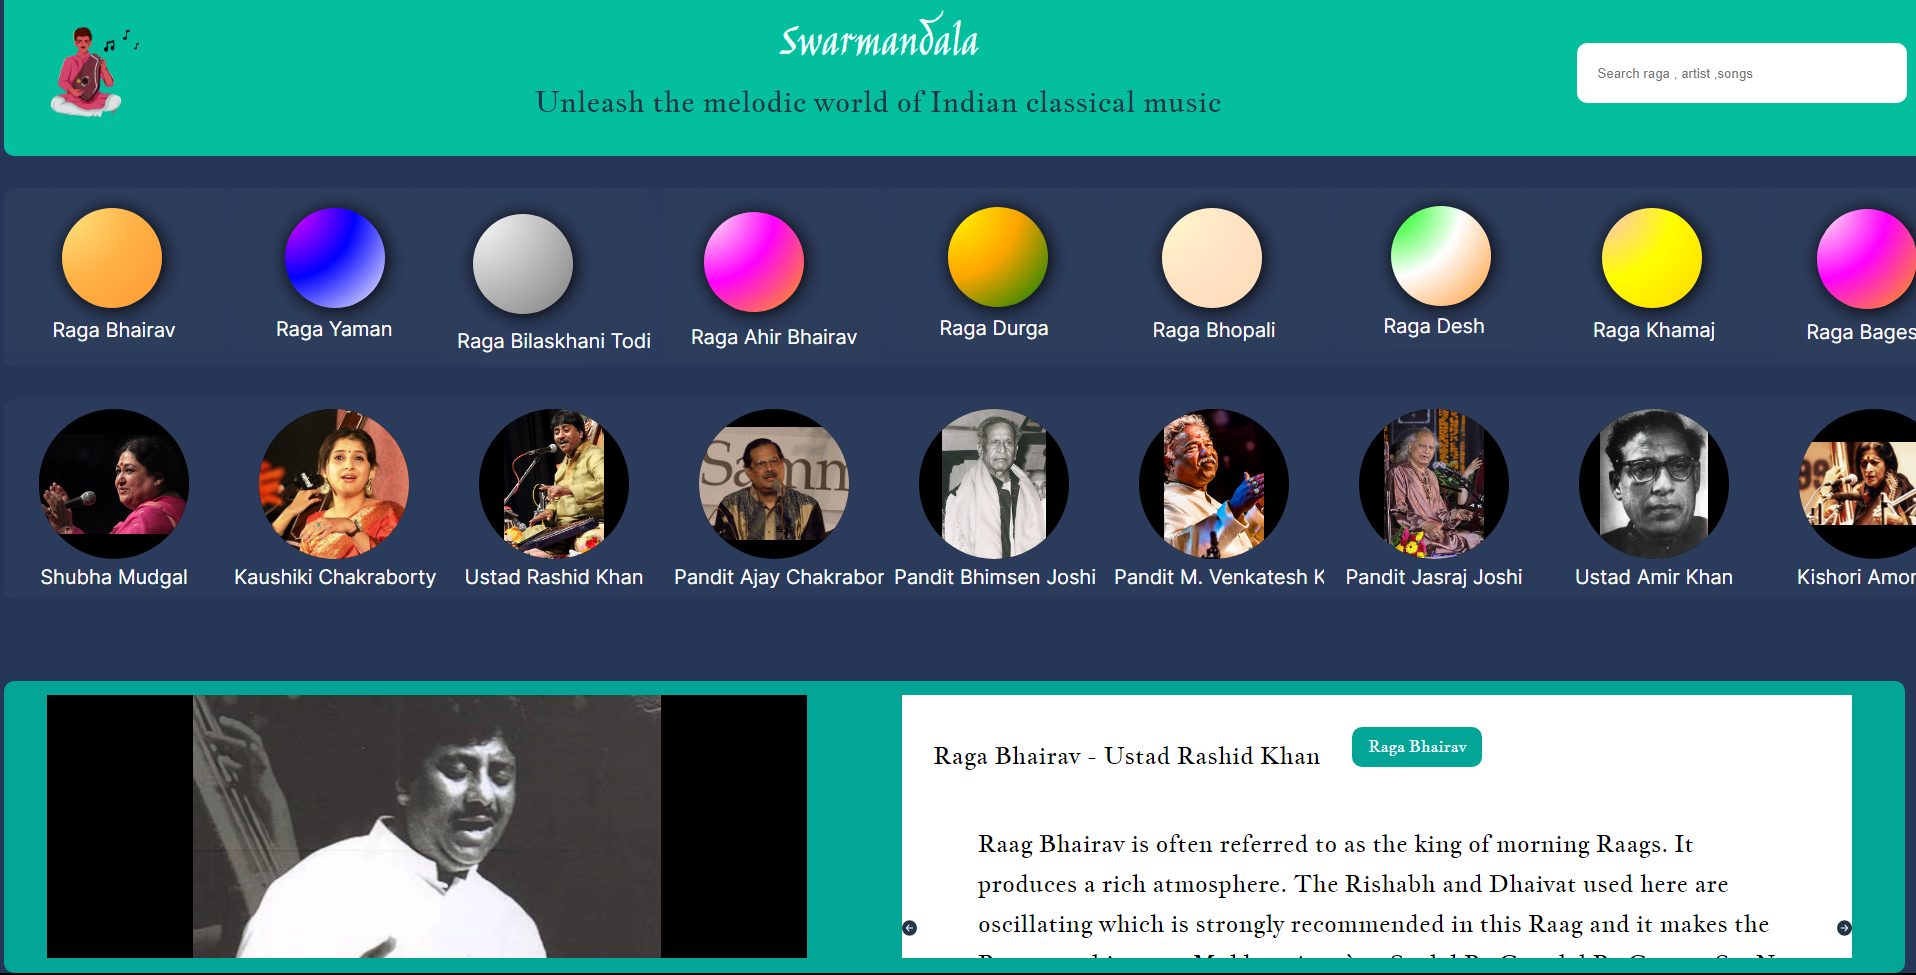 Swarmandala
Unleash the melodic world of Indian classical music
Search raga , artist ,songs
Raga Bhairav
Raga Yaman
Raga Bilaskhani Todi
Raga Ahir Bhairav
Raga Durga
Raga Bhopali
Raga Desh
Raga Khamaj
Raga Bages
Samm
99
Shubha Mudgal
Kaushiki Chakraborty
Ustad Rashid Khan
Pandit Ajay Chakrabor
Pandit Bhimsen Joshi
Pandit M. Venkatesh K
Pandit Jasraj Joshi
Ustad Amir Khan
Kishori Amor
Raga Bhairav - Ustad Rashid Khan
Raga Bhairav
Raag Bhairav is often referred to as the king of morning Raags. It
produces a rich atmosphere. The Rishabh and Dhaivat used here are
oscillating which is strongly recommended in this Raag and it makes the